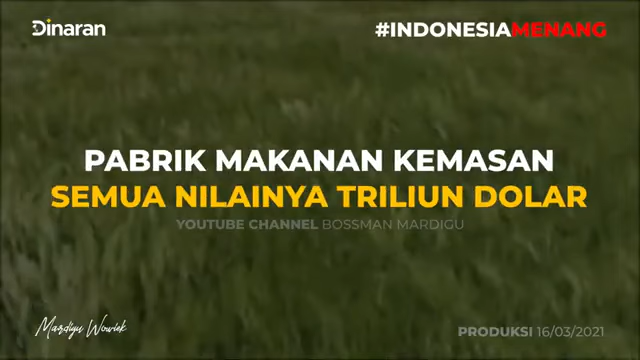 Dinaran
#INDONESIAMENANG
PABRIK MAKANAN KEMASAN
SEMUA NILAINYA TRILIUN DOLAR
YOUTUBE CHANNEL BOSSMAN MARDIGU
Mardigu Wowiek
PRODUKSI 16/03/2021